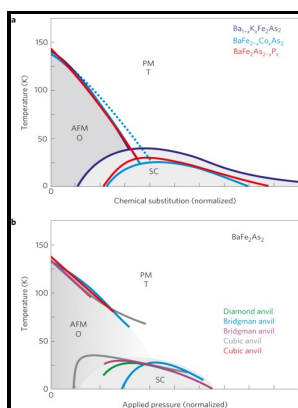 a
Ba1−xKxFe2As2
BaFe2−xCoxAs2
BaFe2As2−xPx
PM
T
AFM
O
SC
Temperature (K)
150
100
50
0
Chemical substitution (normalized)
b
BaFe2As2
PM
T
AFM
O
SC
Diamond anvil
Bridgman anvil
Bridgman anvil
Cubic anvil
Cubic anvil
Temperature (K)
150
100
50
0
Applied pressure (normalized)